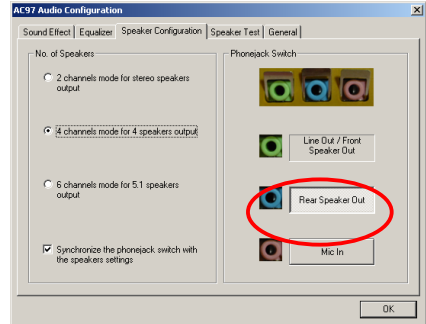 AC97 Audio Configuration
Sound Effect
Equalizer
Speaker Configuration
Speaker Test
General
No. of Speakers
2 channels mode for stereo speakers
output
4 channels mode for 4 speakers output
6 channels mode for 5.1 speakers
output
Synchronize the phonejack switch with
the speakers settings
Phonejack Switch
Line Out / Front
Speaker Out
Rear Speaker Out
Mic In
OK